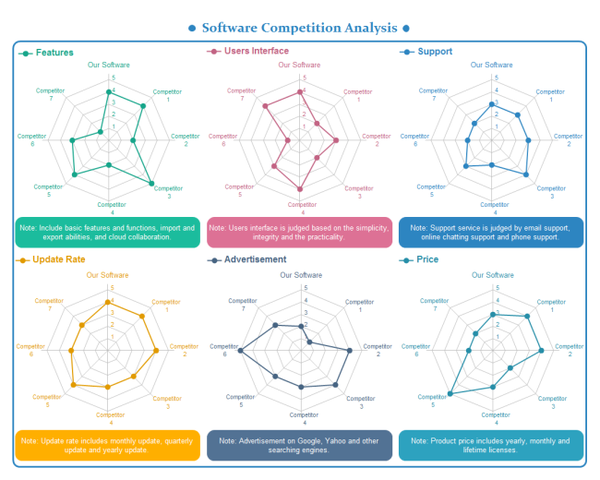 Software Competition Analysis
Features
Our Software
5
4
3
2
1
Competitor
1
Competitor
2
Competitor
3
Competitor
4
Competitor
5
Competitor
6
Competitor
7
Note: Include basic features and functions, import and
export abilities, and cloud collaboration.
Users Interface
Our Software
5
4
3
2
1
Competitor
1
Competitor
2
Competitor
3
Competitor
4
Competitor
5
Competitor
6
Competitor
7
Note: Users interface is judged based on the simplicity,
integrity and the practicality.
Support
Our Software
5
4
3
2
1
Competitor
1
Competitor
2
Competitor
3
Competitor
4
Competitor
5
Competitor
6
Competitor
7
Note: Support service is judged by email support,
online chatting support and phone support.
Update Rate
Our Software
5
4
3
2
1
Competitor
1
Competitor
2
Competitor
3
Competitor
4
Competitor
5
Competitor
6
Competitor
7
Note: Update rate includes monthly update, quarterly
update and yearly update.
Advertisement
Our Software
5
4
3
2
1
Competitor
1
Competitor
2
Competitor
3
Competitor
4
Competitor
5
Competitor
6
Competitor
7
Note: Advertisement on Google, Yahoo and other
searching engines.
Price
Our Software
5
4
3
2
1
Competitor
1
Competitor
2
Competitor
3
Competitor
4
Competitor
5
Competitor
6
Competitor
7
Note: Product price includes yearly, monthly and
lifetime licenses.